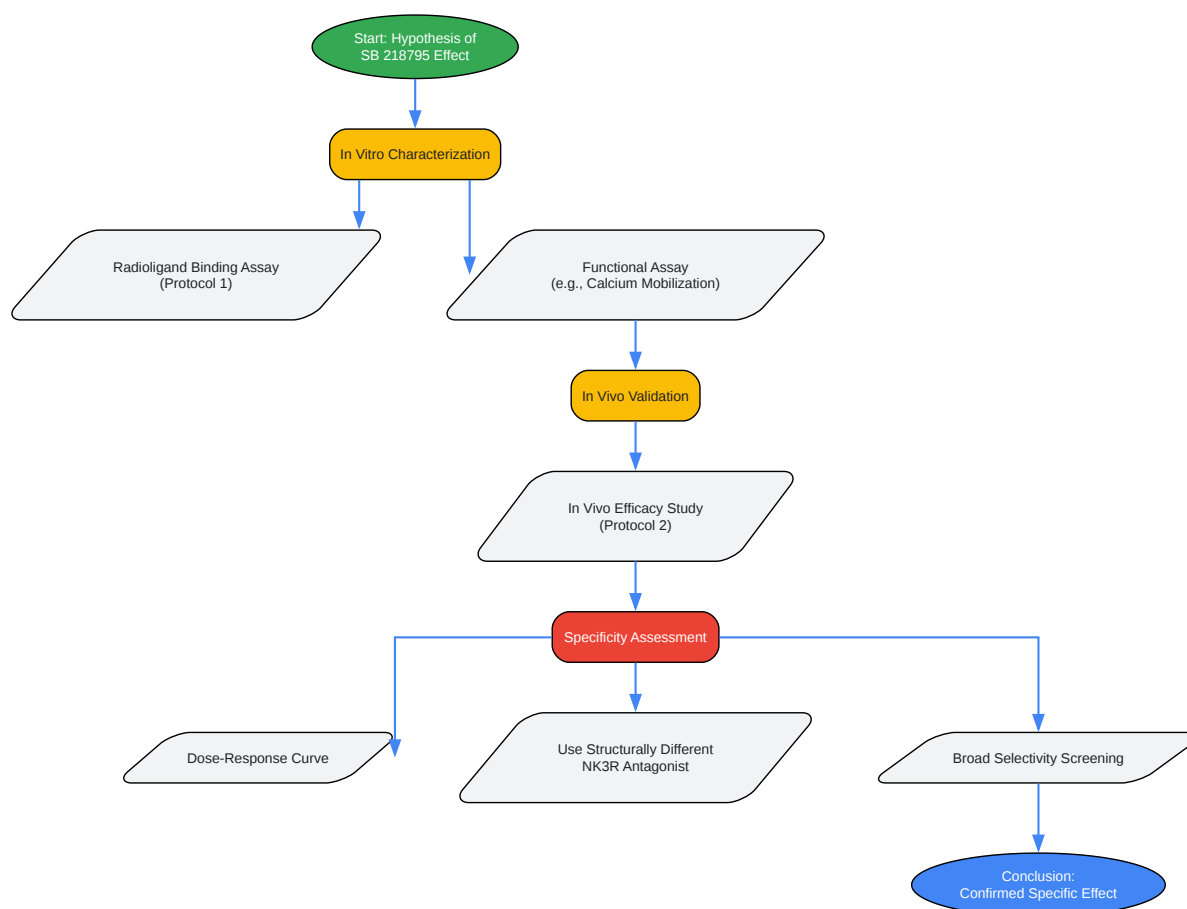 Start: Hypothesis of
SB 218795 Effect
In Vitro Characterization
Radioligand Binding Assay
(Protocol 1)
Functional Assay
(e.g., Calcium Mobilization)
In Vivo Validation
In Vivo Efficacy Study
(Protocol 2)
Specificity Assessment
Dose-Response Curve
Use Structurally Different
NK3R Antagonist
Broad Selectivity Screening
Conclusion:
Confirmed Specific Effect